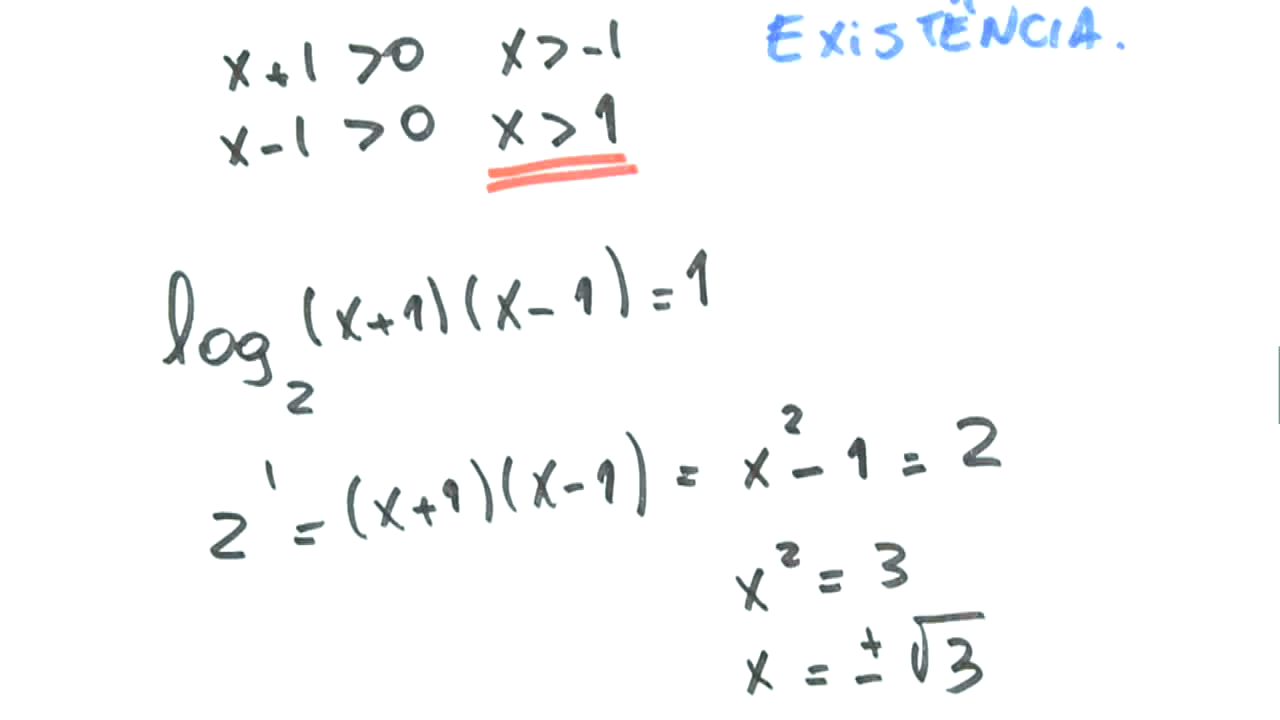 EXiSTÊNCIA.
x+1 >0 x>-1
x-1 >0 x>1
log₂ (x+1)(x-1)=1
2¹ = (x+1)(x-1) = x²-1 = 2
x² = 3
x = ± √3